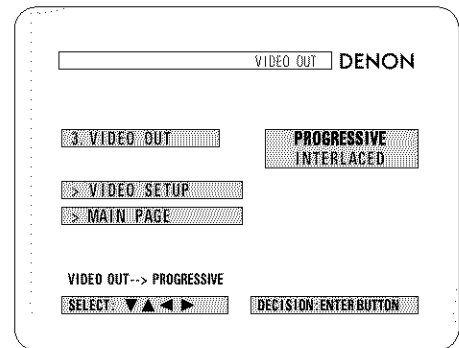 VIDEO OUT DENON
3. VIDEO OUT
PROGRESSIVE
INTERLACED
> VIDEO SETUP
> MAIN PAGE
VIDEO OUT--> PROGRESSIVE
SELECT: ▼ ▲ ◄ ► DECISION:ENTER BUTTON